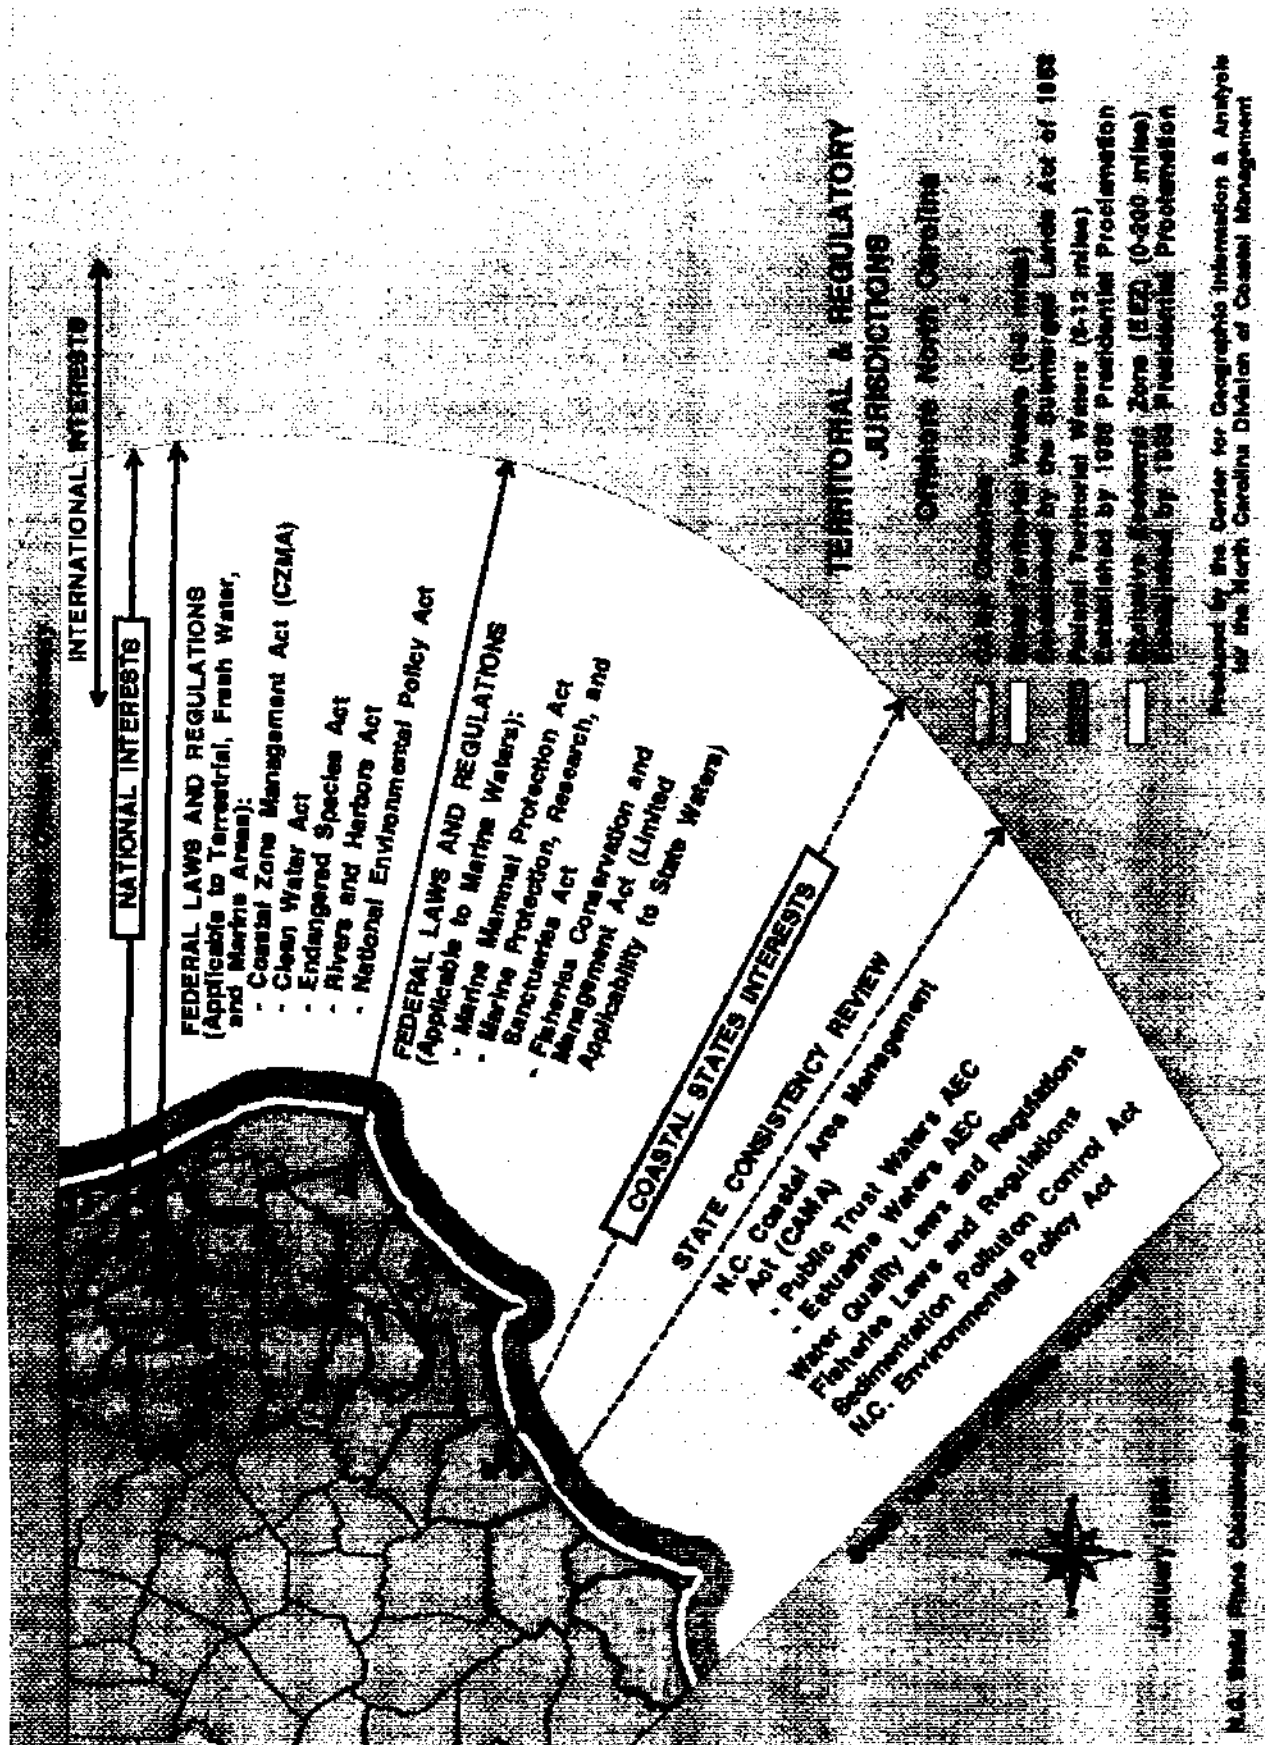 INTERNATIONAL INTERESTS
NATIONAL INTERESTS
FEDERAL LAWS AND REGULATIONS
(Applicable to Terrestrial, Fresh Water,
and Marine Areas):
- Coastal Zone Management Act (CZMA)
- Clean Water Act
- Endangered Species Act
- Rivers and Harbors Act
- National Environmental Policy Act
FEDERAL LAWS AND REGULATIONS
(Applicable to Marine Waters):
- Marine Mammal Protection Act
- Marine Protection, Research, and
Sanctuaries Act
- Fisheries Conservation and
Management Act (Limited
Applicability to State Waters)
COASTAL STATES INTERESTS
STATE CONSISTENCY REVIEW
N.C. Coastal Area Management
Act (CAMA)
- Public Trust Waters AEC
- Estuarine Waters AEC
Water Quality Laws and Regulations
Fisheries Laws and Regulations
Sedimentation Pollution Control Act
N.C. Environmental Policy Act
TERRITORIAL & REGULATORY
JURISDICTIONS
Offshore North Carolina
by the Submerged Lands Act of
Territorial Waters miles)
Established by Presidential Proclamation
Exclusive Economic Zone (EEZ) (0-200 miles)
by Presidential Proclamation
Produced by the Center for Geographic Information & Analysis
for the North Carolina Division of Coastal Management
January
N.C. State Plane